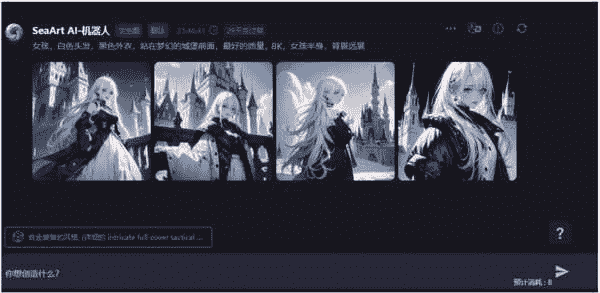 SeaArt AI-机器人
女孩，白色头发，黑色外衣，站在梦幻的城堡前面，最好的质量，8K，女孩半身，背景远景
intricate full cover tactical ...
?
你想创造什么?
预计消耗：8